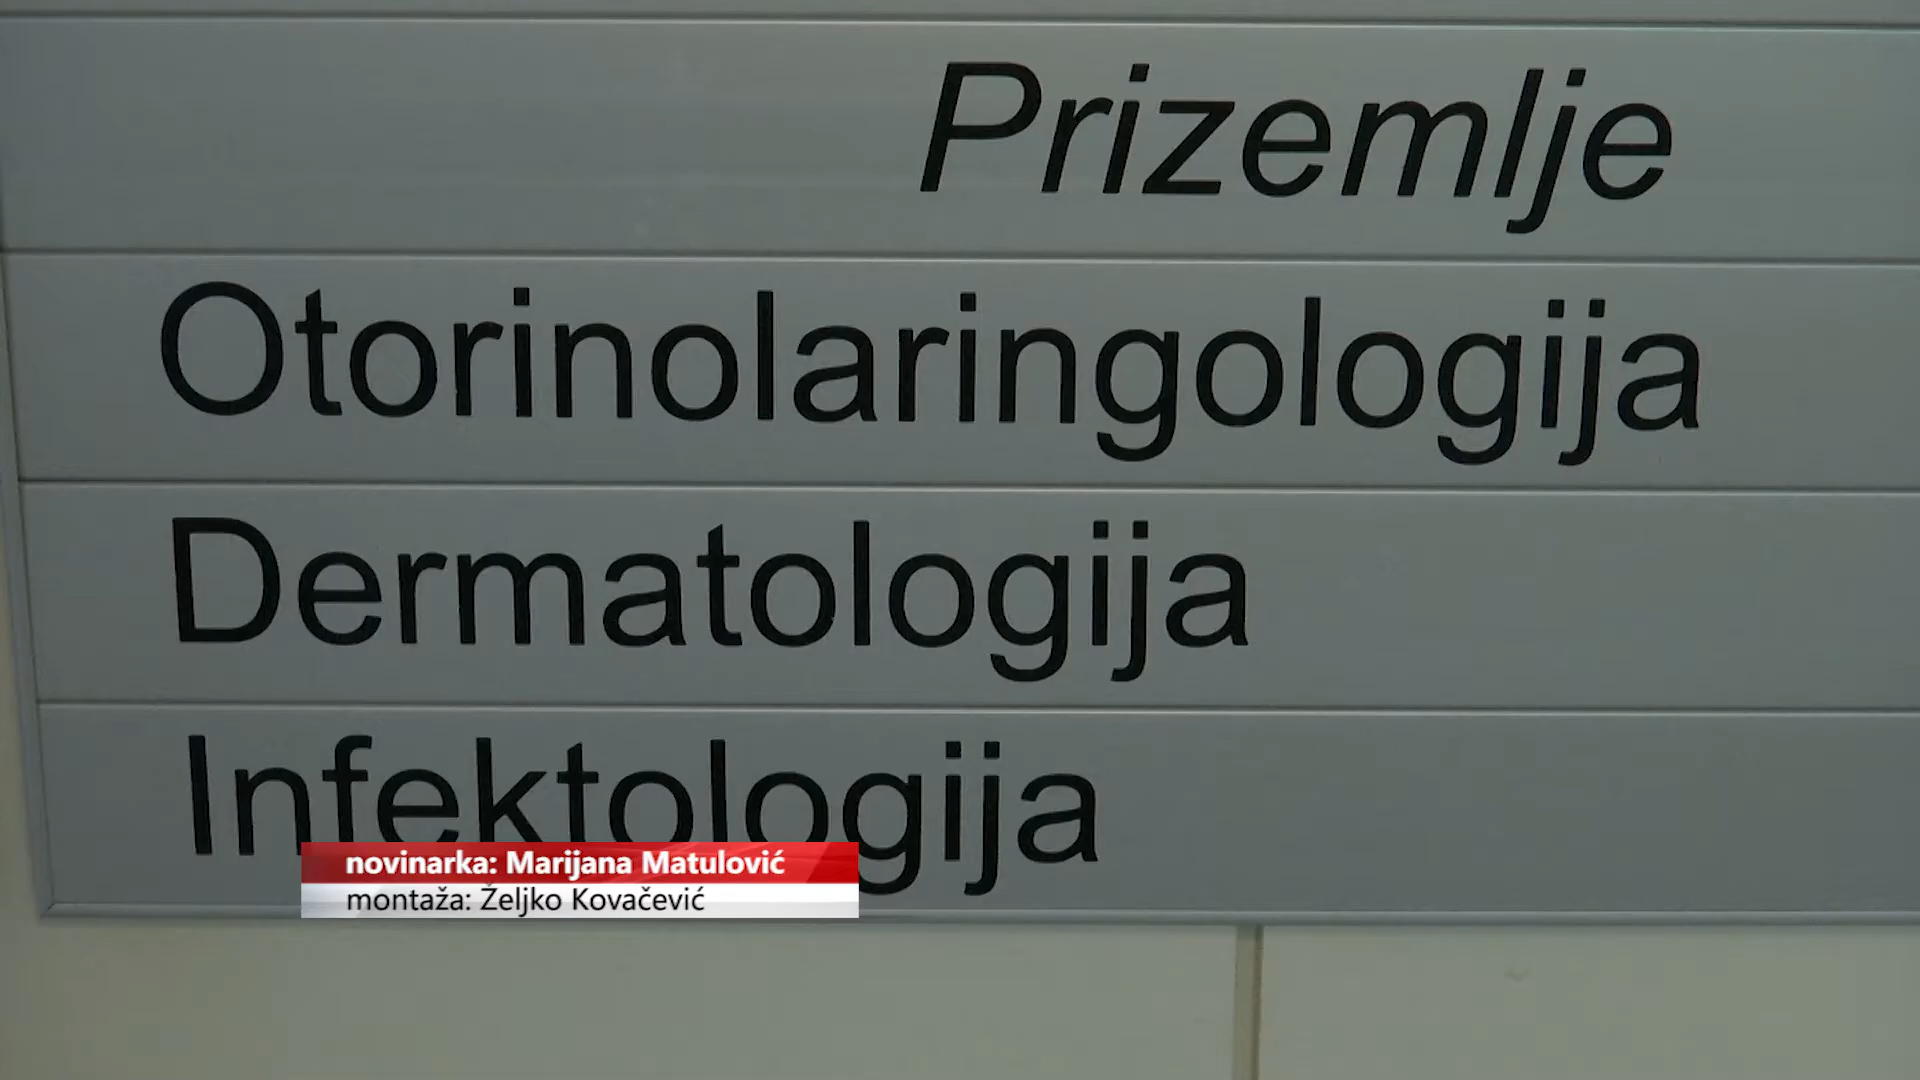 Prizemlje
Otorinolaringologija
Dermatologija
Infektologija
novinarka: Marijana Matulović
montaža: Željko Kovačević